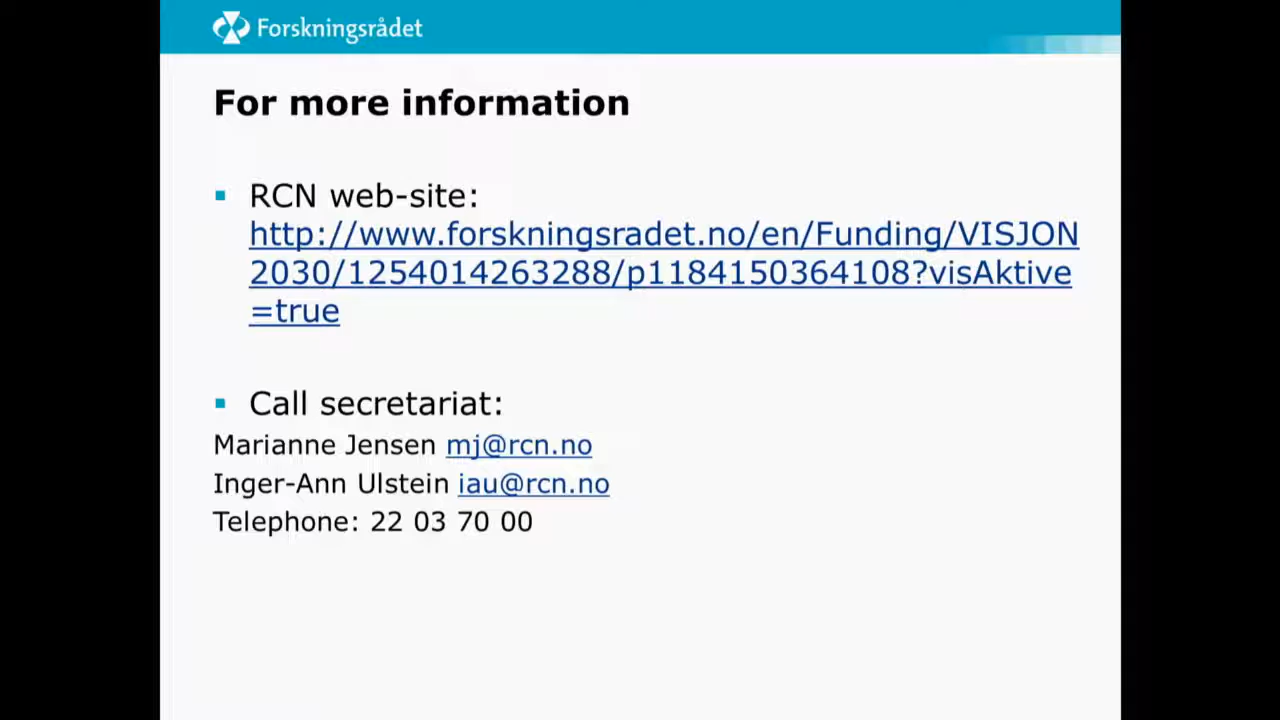 Forskningsrådet
For more information
▪ RCN web-site:
http://www.forskningsradet.no/en/Funding/VISJON
2030/1254014263288/p1184150364108?visAktive
=true
▪ Call secretariat:
Marianne Jensen mj@rcn.no
Inger-Ann Ulstein iau@rcn.no
Telephone: 22 03 70 00